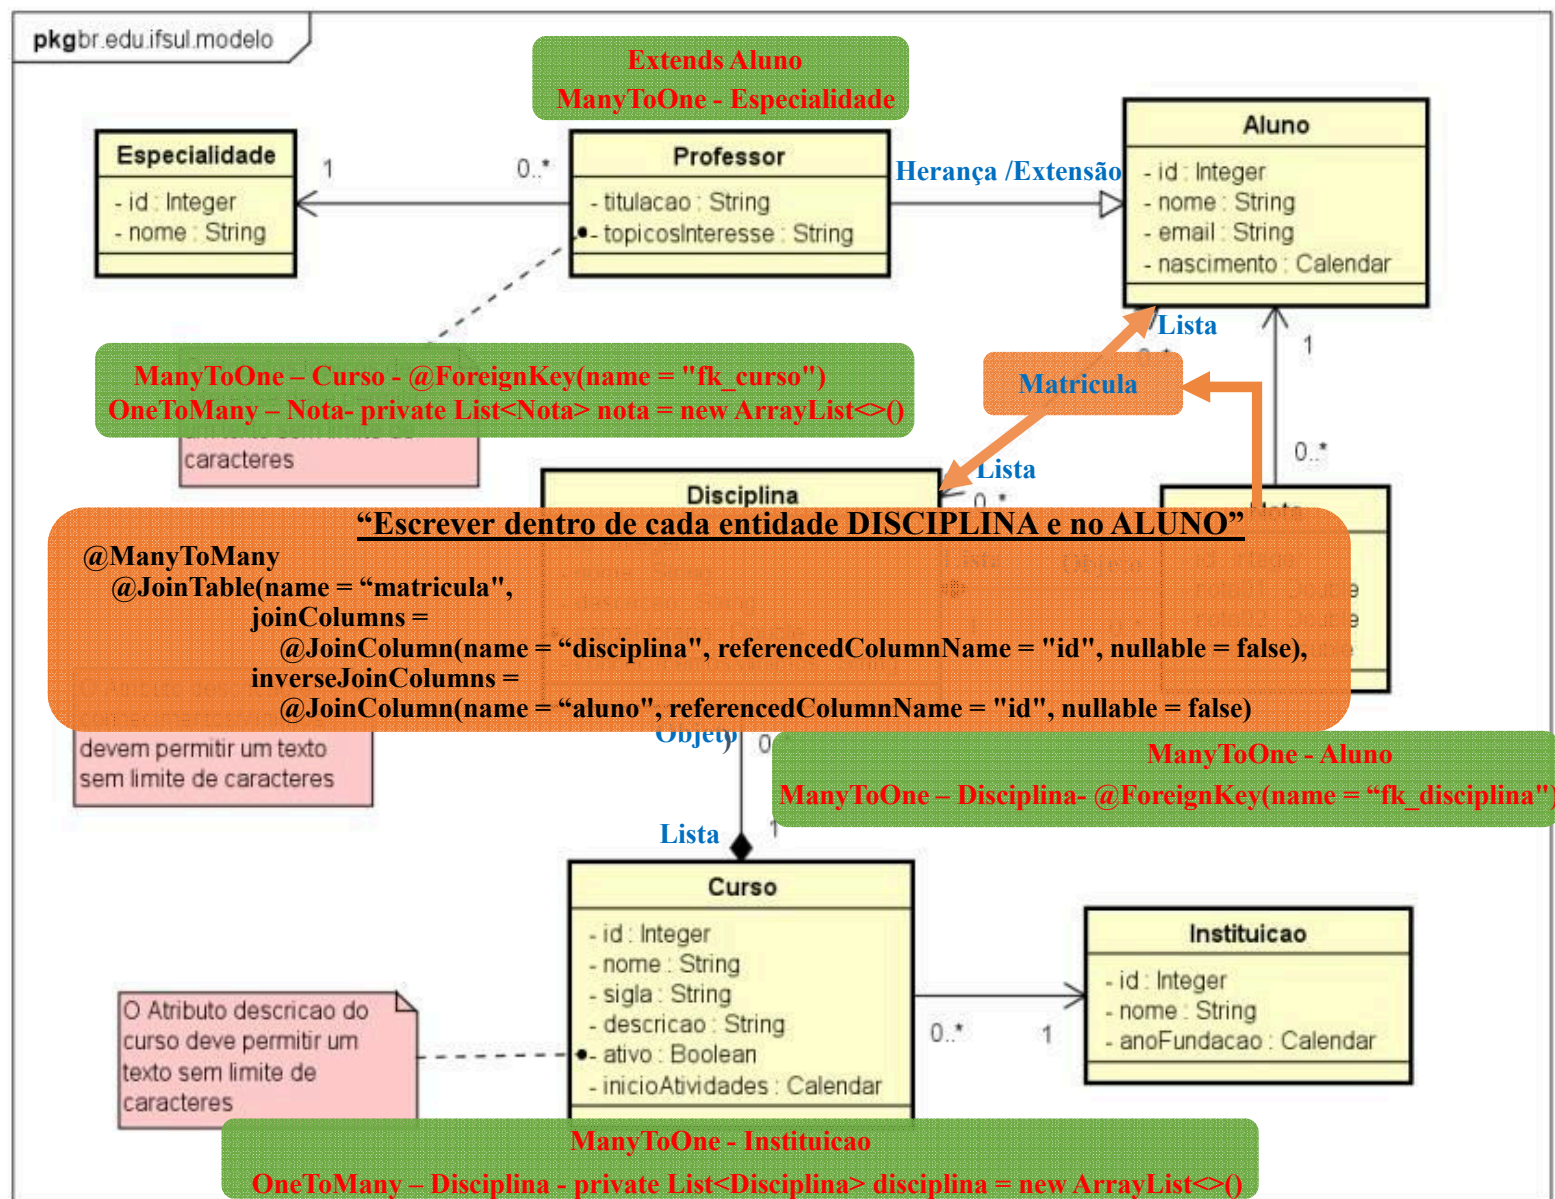 pkgbr.edu.ifsul.modelo
Extends Aluno
ManyToOne - Especialidade
Especialidade
- id : Integer
- nome : String
1
0..*
Professor
- titulacao : String
- topicosInteresse : String
Herança /Extensão
Aluno
- id : Integer
- nome : String
- email : String
- nascimento : Calendar
Lista
1
Matricula
0..*
ManyToOne – Curso - @ForeignKey(name = "fk_curso")
OneToMany – Nota- private List<Nota> nota = new ArrayList<>()
caracteres
Lista
0..*
Disciplina
Nota
“Escrever dentro de cada entidade DISCIPLINA e no ALUNO”
@ManyToMany
@JoinTable(name = “matricula",
joinColumns =
@JoinColumn(name = “disciplina", referencedColumnName = "id", nullable = false),
inverseJoinColumns =
@JoinColumn(name = “aluno", referencedColumnName = "id", nullable = false)
)
devem permitir um texto
sem limite de caracteres
Objeto
ManyToOne - Aluno
ManyToOne – Disciplina- @ForeignKey(name = “fk_disciplina")
Lista
1
Curso
- id : Integer
- nome : String
- sigla : String
- descricao : String
- ativo : Boolean
- inicioAtividades : Calendar
0..*
1
Instituicao
- id : Integer
- nome : String
- anoFundacao : Calendar
O Atributo descricao do
curso deve permitir um
texto sem limite de
caracteres
ManyToOne - Instituicao
OneToMany – Disciplina - private List<Disciplina> disciplina = new ArrayList<>()